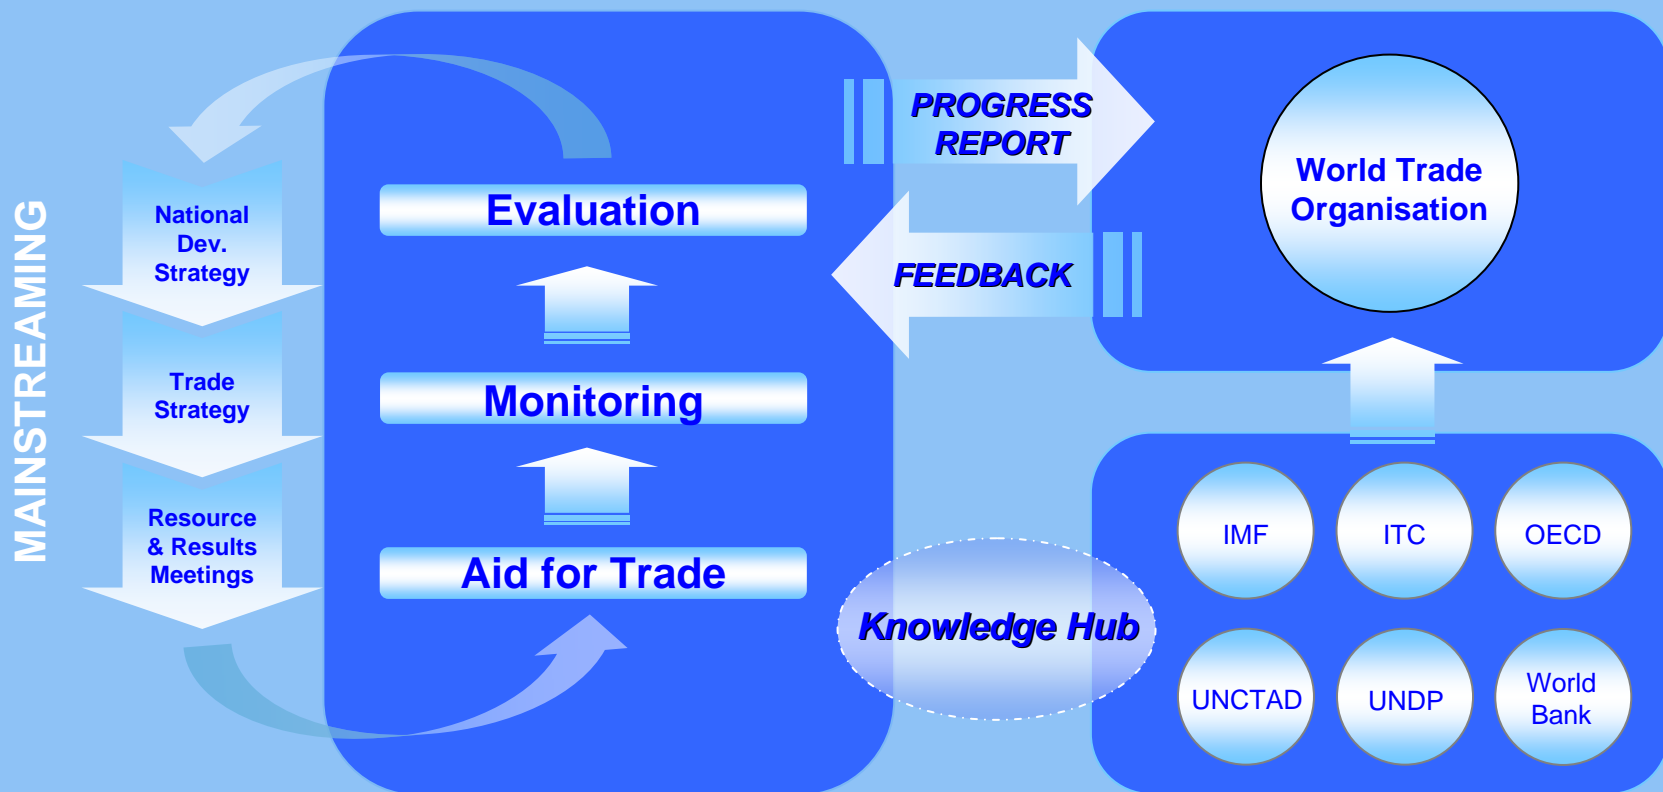 MAINSTREAMING
National
Dev.
Strategy
Trade
Strategy
Resource
& Results
Meetings
Evaluation
Monitoring
Aid for Trade
PROGRESS
REPORT
FEEDBACK
Knowledge Hub
World Trade
Organisation
IMF
ITC
OECD
UNCTAD
UNDP
World
Bank